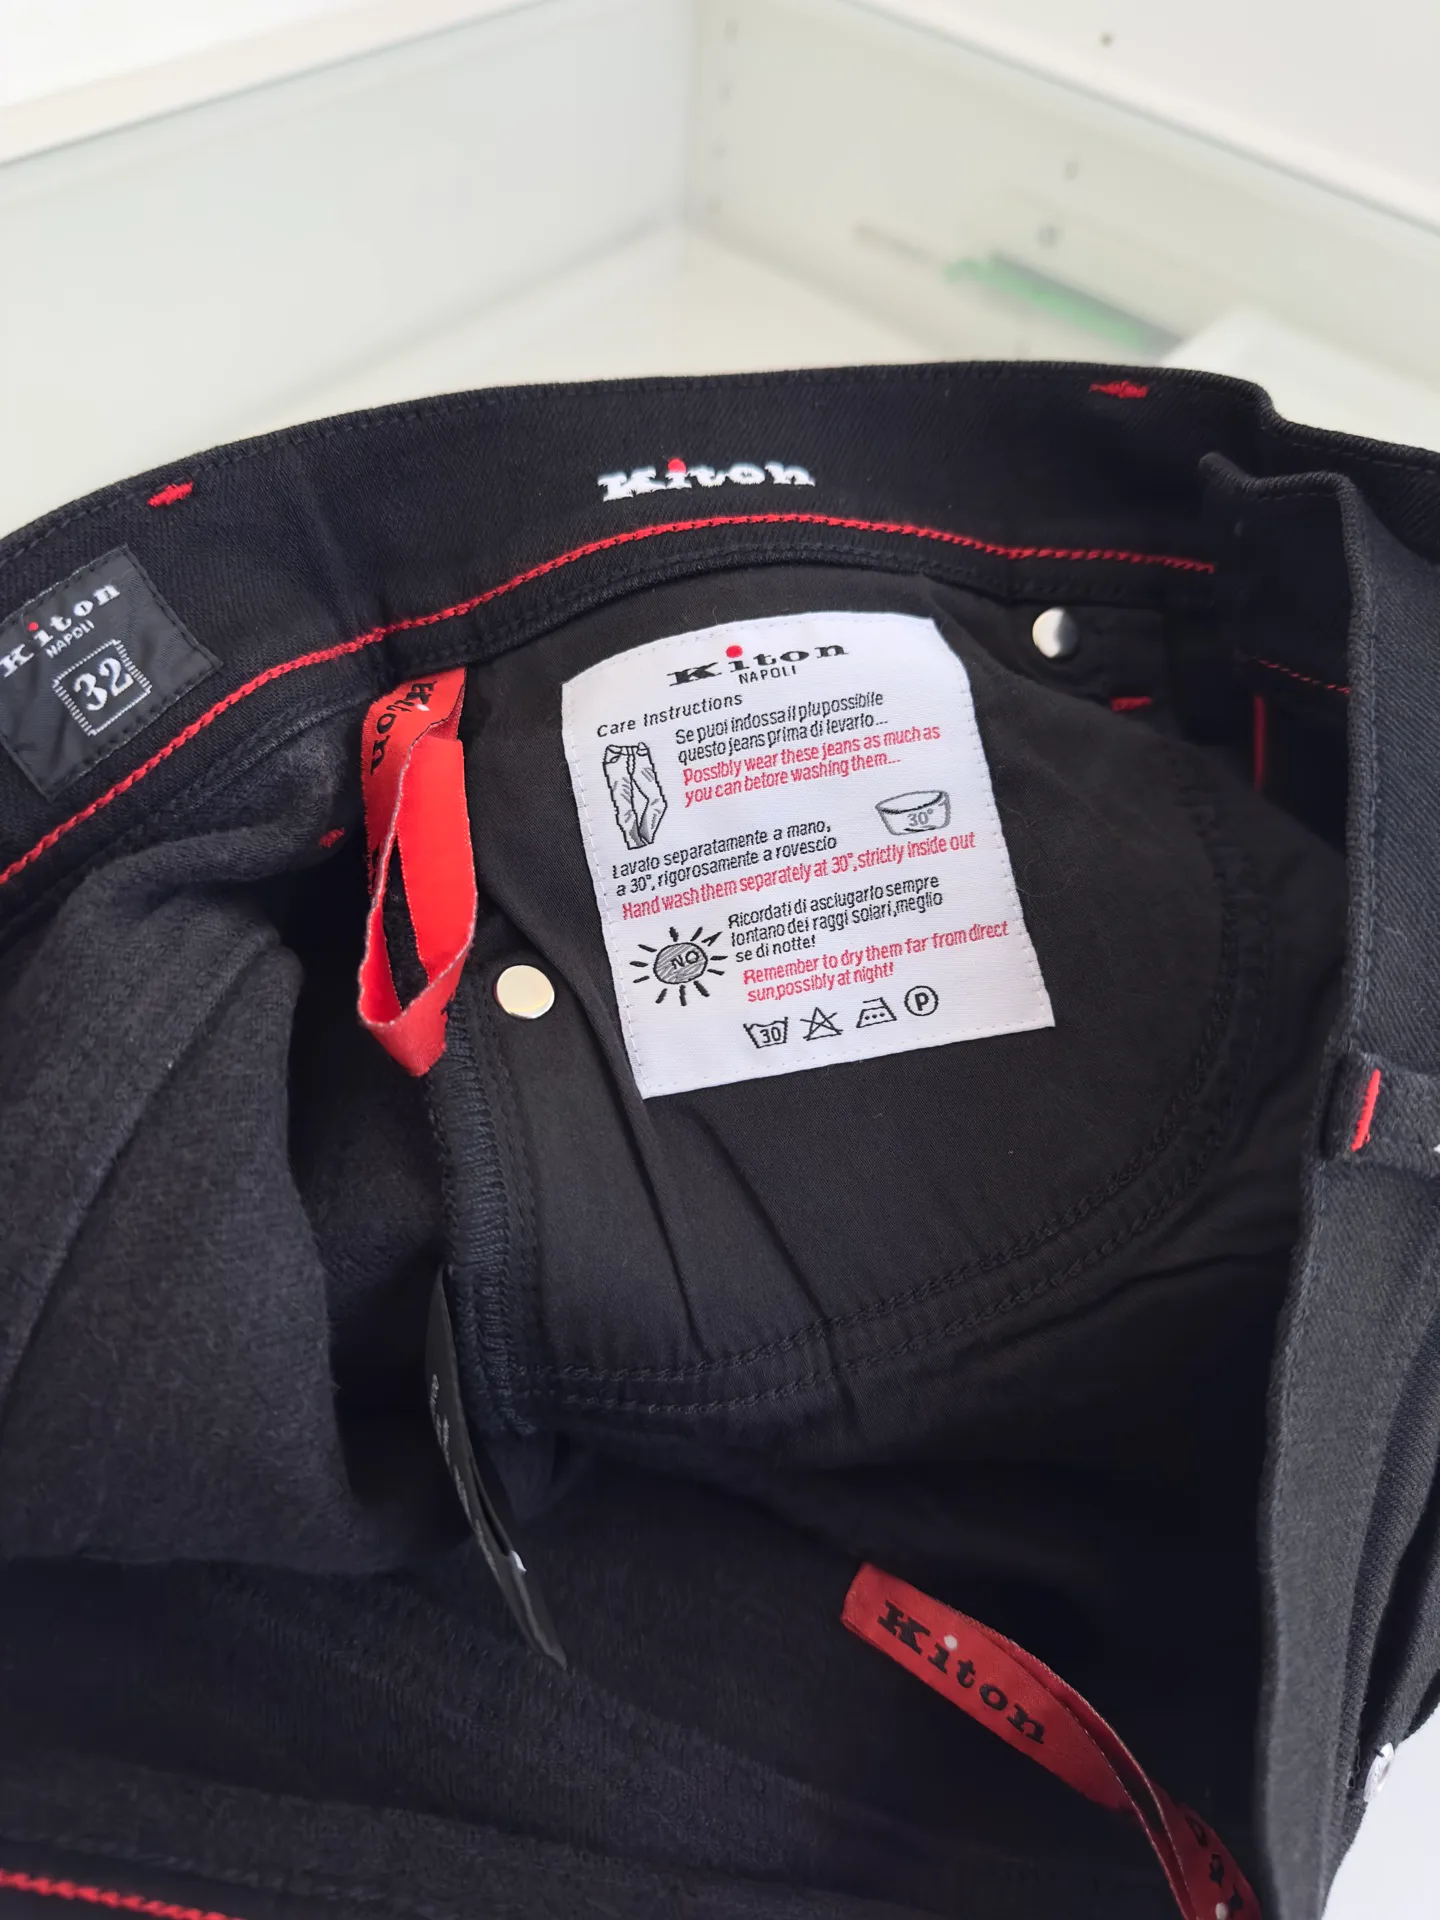 Kiton
Kiton
NAPOLI
32
Kiton
Kiton
NAPOLI
Care Instructions
Se puoi indossa il plu possibile
questo jeans prima di levarlo...
Possibly wear these jeans as much as
you can betore washing them...
30°
Lavalo separatamente a mano,
a 30°, rigorosamente a rovescio
Hand wash them separately at 30°, strictly inside out
NO
Ricordati di asciugarlo sempre
lontano dei raggi solari, meglio
se di notte!
Remember to dry them far from direct
sun, possibly at night!
30
P
Kiton